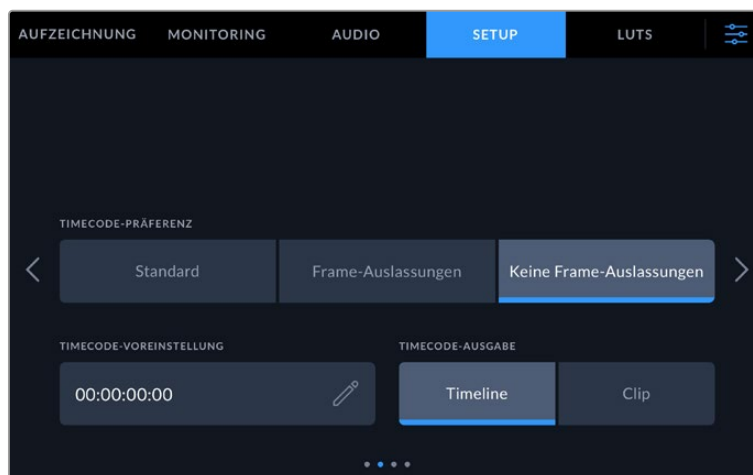 AUFZEICHNUNG MONITORING AUDIO SETUP LUTS
TIMECODE-PRÄFERENZ
Standard Frame-Auslassungen Keine Frame-Auslassungen
TIMECODE-VOREINSTELLUNG TIMECODE-AUSGABE
00:00:00:00 Timeline Clip